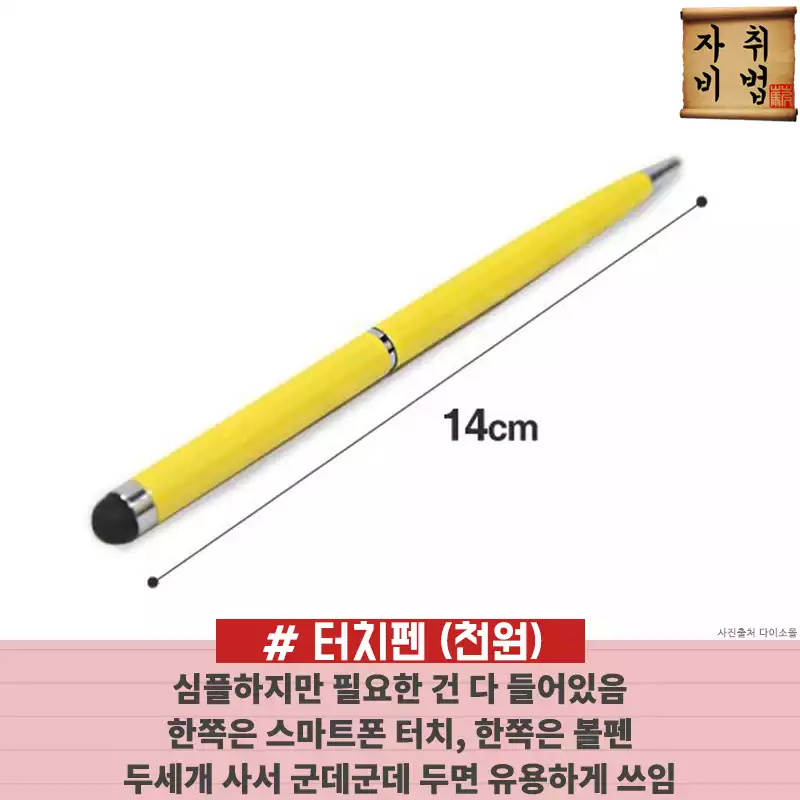 자취
비법
14cm
# 터치펜 (천원)
사진출처 다이소몰
심플하지만 필요한 건 다 들어있음
한쪽은 스마트폰 터치, 한쪽은 볼펜
두세개 사서 군데군데 두면 유용하게 쓰임